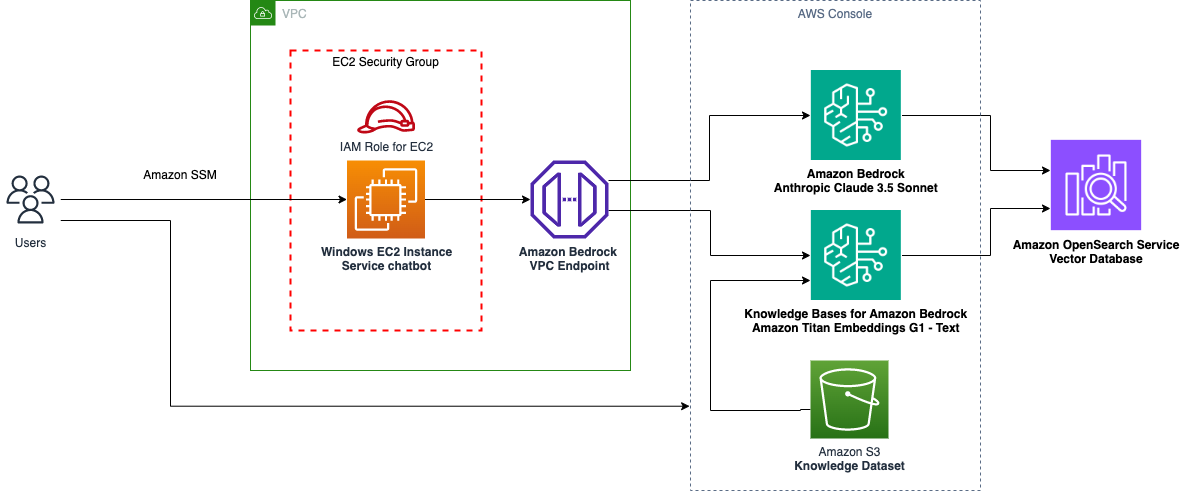 VPC
AWS Console
EC2 Security Group
IAM Role for EC2
Amazon SSM
Users
Windows EC2 Instance
Service chatbot
Amazon Bedrock
VPC Endpoint
Amazon Bedrock
Anthropic Claude 3.5 Sonnet
Knowledge Bases for Amazon Bedrock
Amazon Titan Embeddings G1 - Text
Amazon S3
Knowledge Dataset
Amazon OpenSearch Service
Vector Database